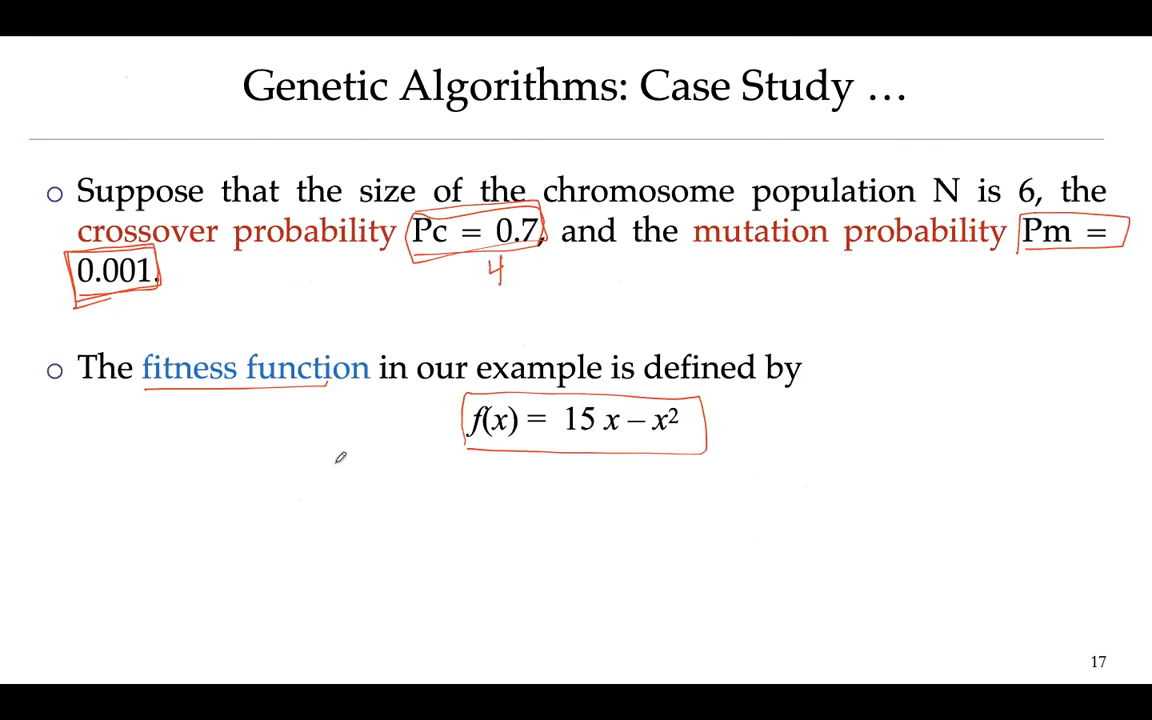 Genetic Algorithms: Case Study …
Suppose that the size of the chromosome population N is 6, the
crossover probability Pc = 0.7, and the mutation probability Pm =
0.001.
4
The fitness function in our example is defined by
f(x) = 15 x – x²
17